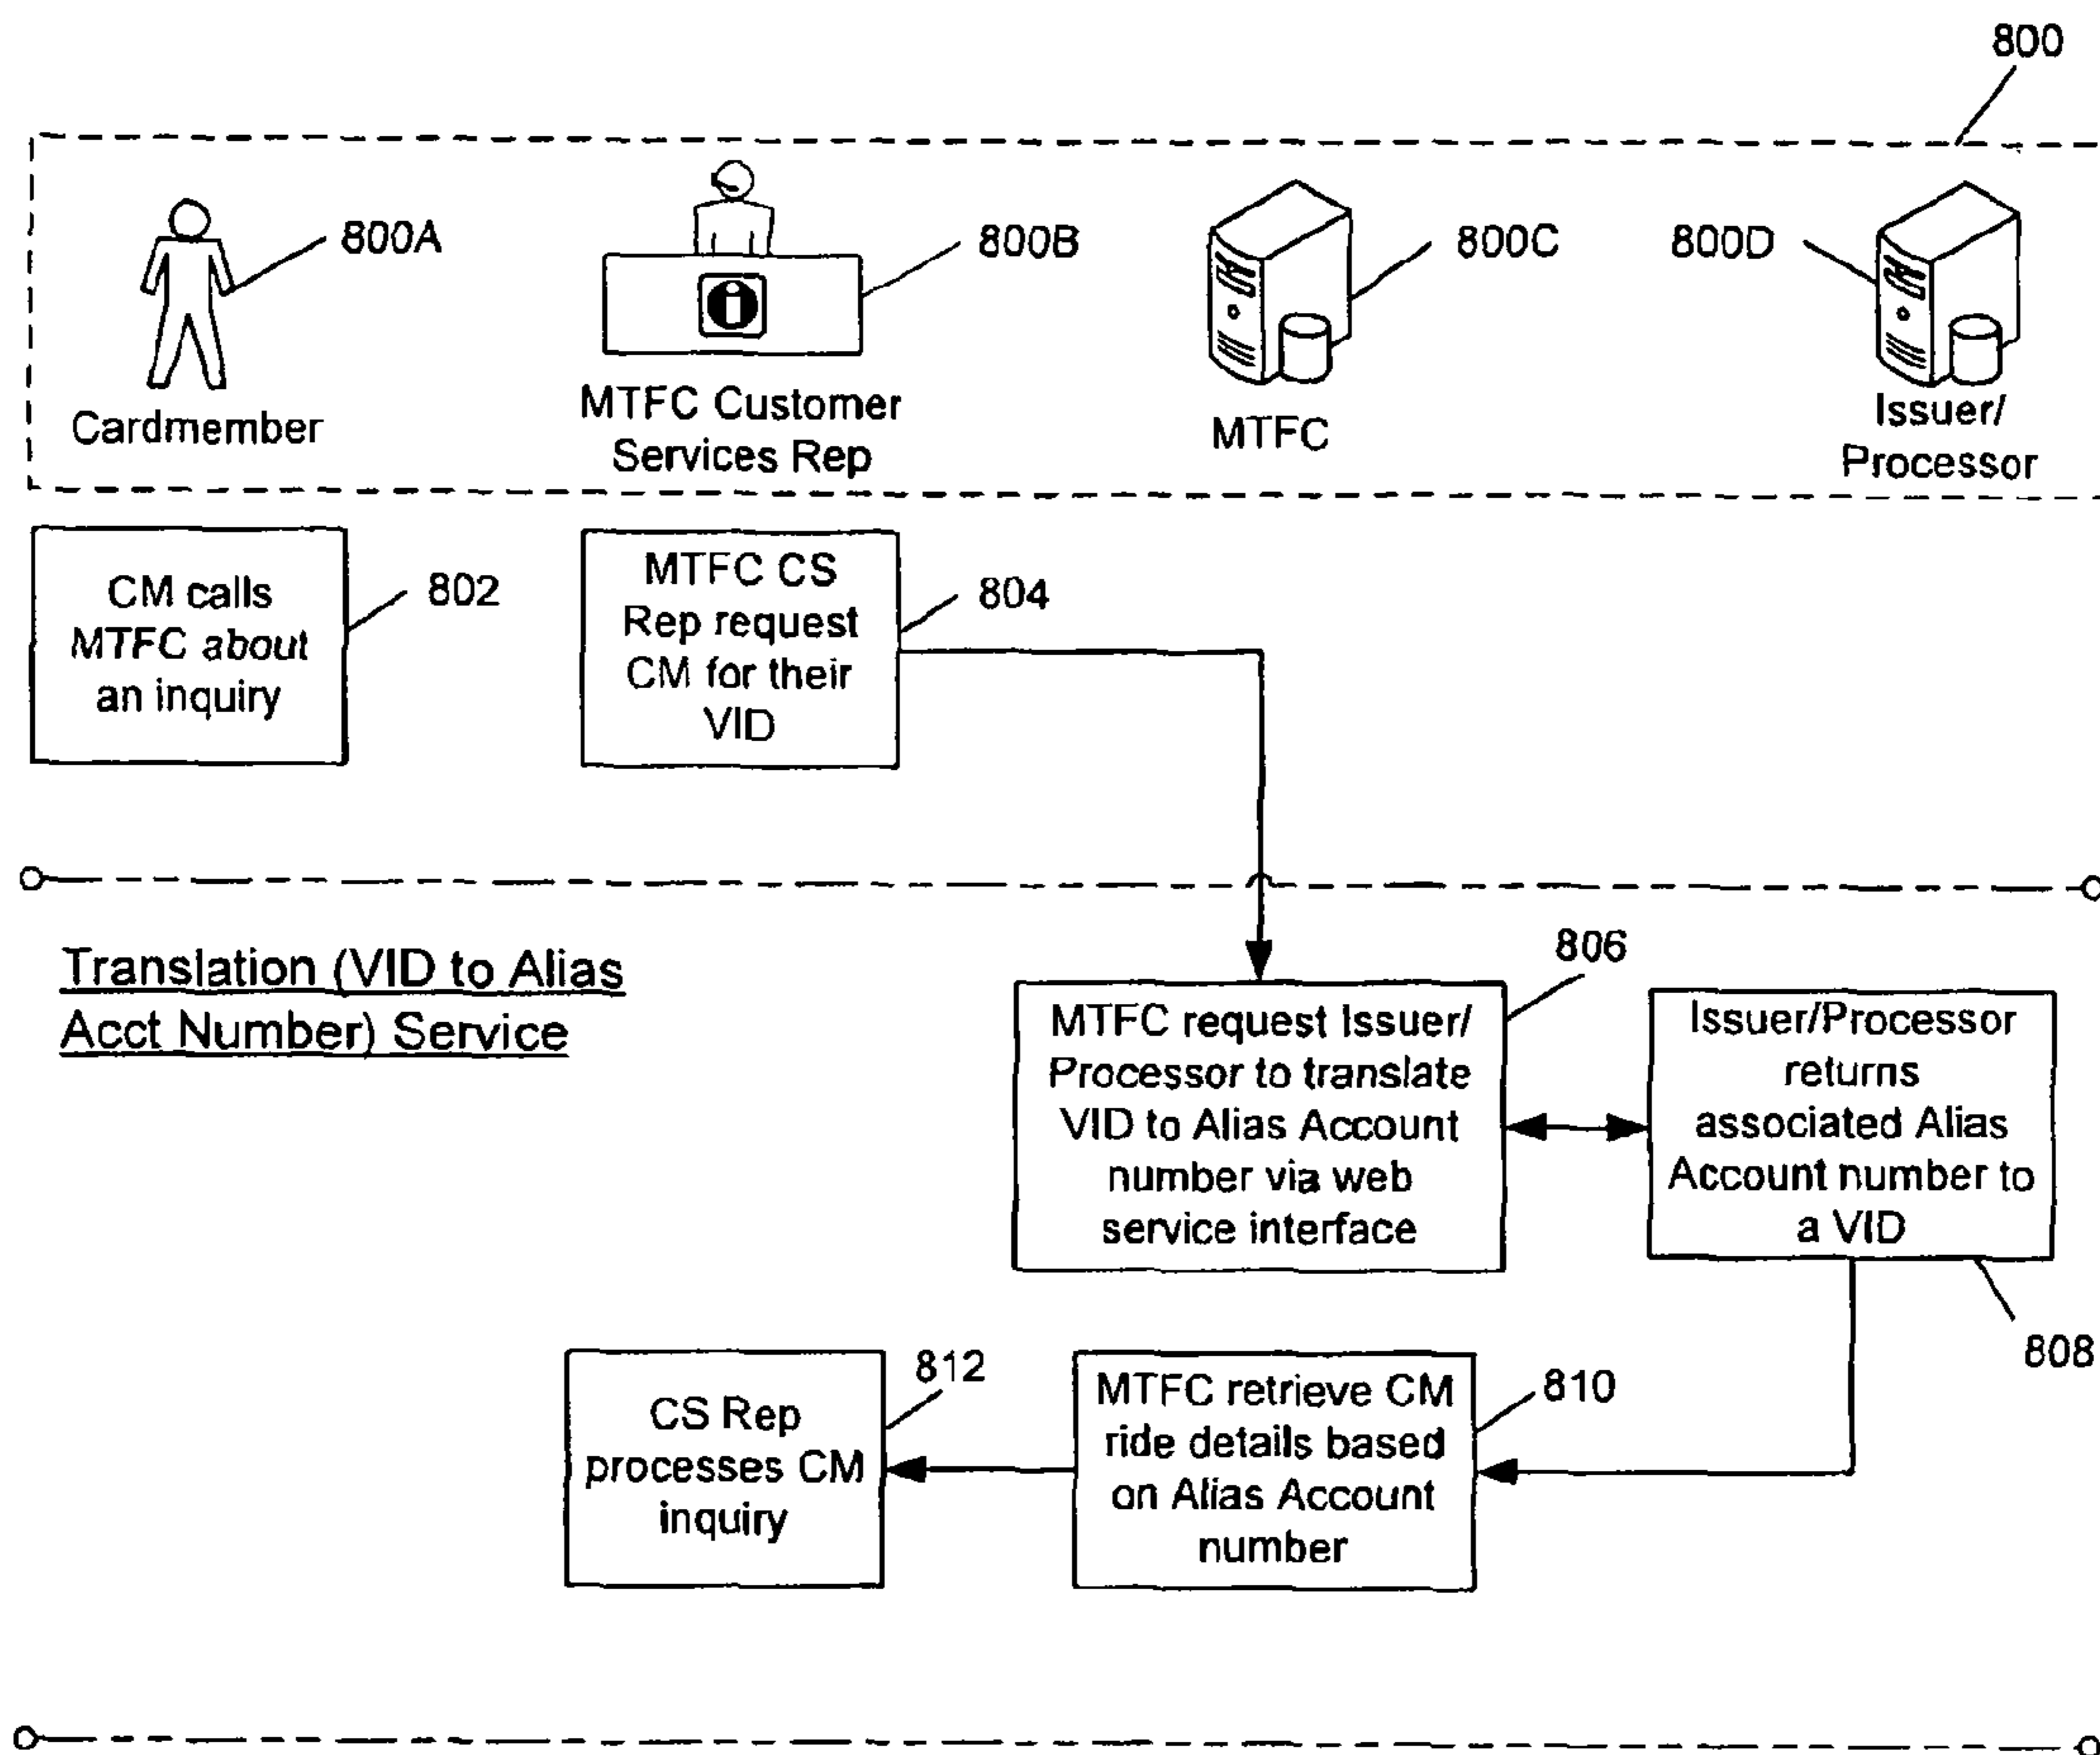 800
800A
800B
800C
800D
Cardmember
MTFC Customer
Services Rep
MTFC
Issuer/
Processor
CM calls
MTFC about
an inquiry
802
MTFC CS
Rep request
CM for their
VID
804
Translation (VID to Alias
Acct Number) Service
806
MTFC request Issuer/
Processor to translate
VID to Alias Account
number via web
service interface
Issuer/Processor
returns
associated Alias
Account number to
a VID
808
812
CS Rep
processes CM
inquiry
MTFC retrieve CM
ride details based
on Alias Account
number
810